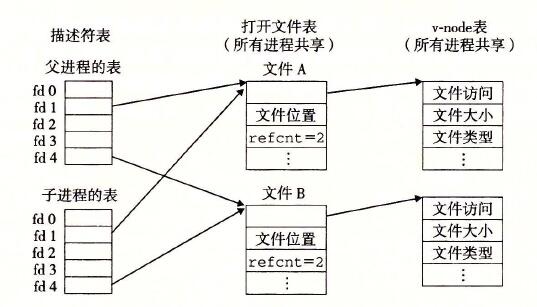 描述符表
打开文件表
（所有进程共享）
v-node表
（所有进程共享）
父进程的表
fd 0
fd 1
fd 2
fd 3
fd 4
子进程的表
fd 0
fd 1
fd 2
fd 3
fd 4
文件 A
文件位置
refcnt=2
⋮
文件 B
文件位置
refcnt=2
⋮
文件访问
文件大小
文件类型
⋮
文件访问
文件大小
文件类型
⋮